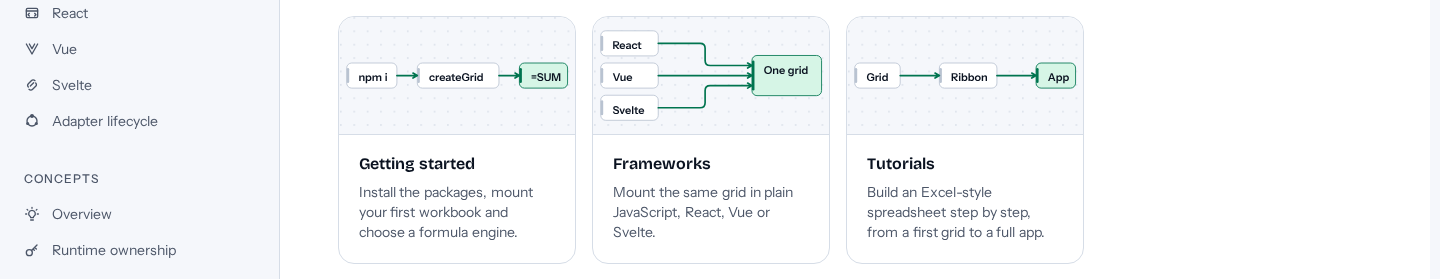 React
Vue
Svelte
Adapter lifecycle
CONCEPTS
Overview
Runtime ownership
npm i
createGrid
=SUM
Getting started
Install the packages, mount
your first workbook and
choose a formula engine.
React
Vue
Svelte
One grid
Frameworks
Mount the same grid in plain
JavaScript, React, Vue or
Svelte.
Grid
Ribbon
App
Tutorials
Build an Excel-style
spreadsheet step by step,
from a first grid to a full app.